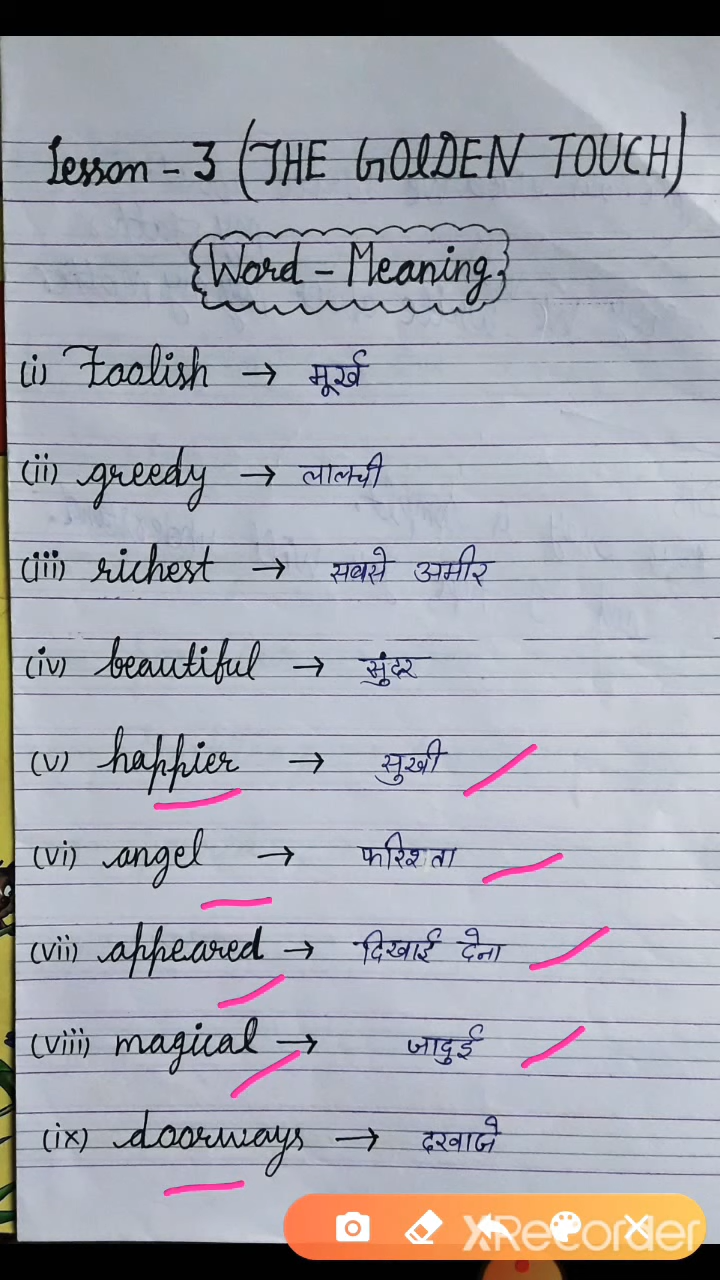 Lesson - 3 (THE GOLDEN TOUCH)
Word - Meaning
(i) Foolish → मूर्ख
(ii) greedy → लालची
(iii) richest → सबसे अमीर
(iv) beautiful → सुंदर
(v) happier → सुखी
(vi) angel → फरिश्ता
(vii) appeared → दिखाई देना
(viii) magical → जादुई
(ix) doorways → दरवाजे
XRecorder